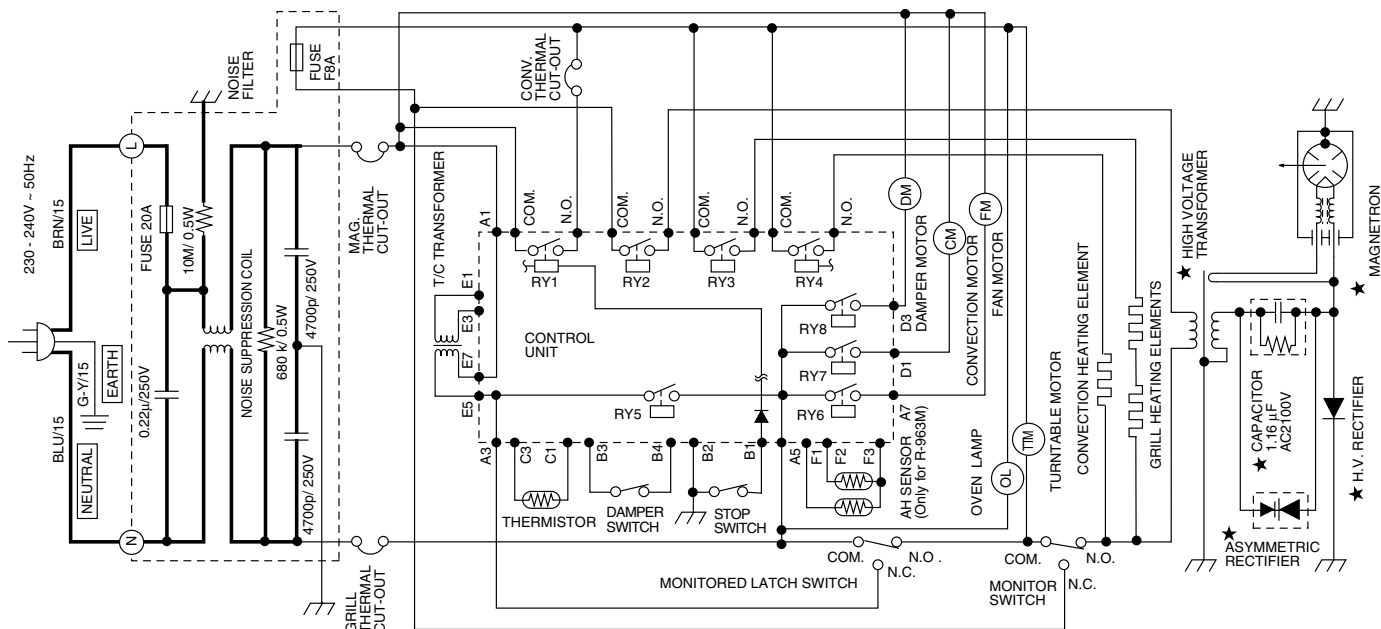 230 - 240V ~ 50Hz
BRN/15
LIVE
L
BLU/15
NEUTRAL
N
G-Y/15
EARTH
FUSE 20A
0.22µ/250V
10M/ 0.5W
NOISE
FILTER
NOISE SUPPRESSION COIL
680 k/ 0.5W
4700p/ 250V
4700p/ 250V
FUSE
F8A
MAG.
THERMAL
CUT-OUT
GRILL
THERMAL
CUT-OUT
CONV.
THERMAL
CUT-OUT
T/C TRANSFORMER
E1
E3
E7
E5
A1
COM.
N.O.
COM.
N.O.
COM.
N.O.
COM.
N.O.
RY1
RY2
RY3
RY4
CONTROL
UNIT
RY5
RY8
RY7
RY6
D3
D1
A7
A3
C3
C1
B3
B4
B2
B1
A5
F1
F2
F3
THERMISTOR
DAMPER
SWITCH
STOP
SWITCH
AH SENSOR
(Only for R-963M)
DM
DAMPER MOTOR
CM
CONVECTION MOTOR
FM
FAN MOTOR
OL
OVEN LAMP
TTM
TURNTABLE MOTOR
CONVECTION HEATING ELEMENT
GRILL HEATING ELEMENTS
COM.
N.O .
N.C.
MONITORED LATCH SWITCH
COM.
N.O.
N.C.
MONITOR
SWITCH
★ HIGH VOLTAGE
TRANSFORMER
★ CAPACITOR
1.16 µF
AC2100V
★ ASYMMETRIC
RECTIFIER
★ H.V. RECTIFIER
★ MAGNETRON